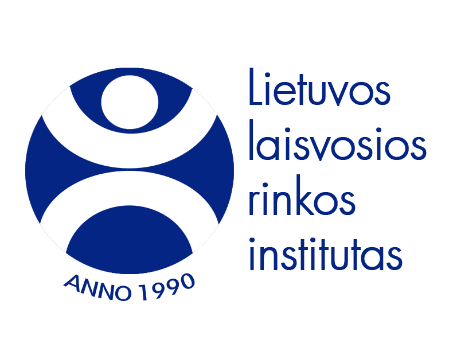 Lietuvos
laisvosios
rinkos
institutas
ANNO 1990